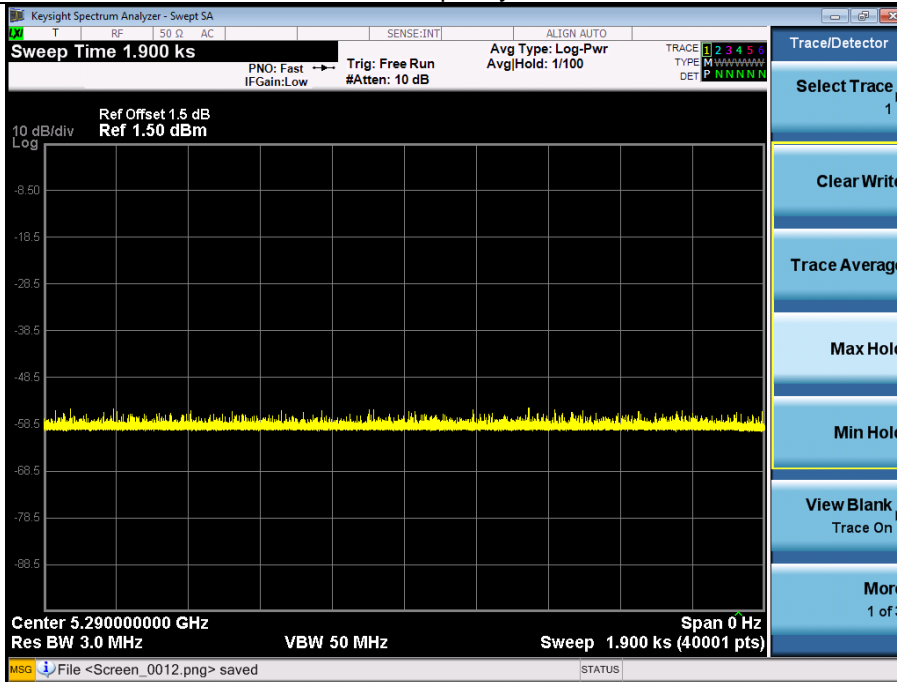 Keysight Spectrum Analyzer - Swept SA
LXI T RF 50 Ω AC SENSE:INT ALIGN AUTO
Sweep Time 1.900 ks
PNO: Fast
IFGain:Low
Trig: Free Run
#Atten: 10 dB
Avg Type: Log-Pwr
Avg|Hold: 1/100
TRACE 1 2 3 4 5 6
TYPE M WWWWW
DET P N N N N N
Ref Offset 1.5 dB
10 dB/div Ref 1.50 dBm
Log
-8.50
-18.5
-28.5
-38.5
-48.5
-58.5
-68.5
-78.5
-88.5
Center 5.290000000 GHz Span 0 Hz
Res BW 3.0 MHz VBW 50 MHz Sweep 1.900 ks (40001 pts)
MSG File <Screen_0012.png> saved STATUS
Trace/Detector
Select Trace
1
Clear Write
Trace Average
Max Hold
Min Hold
View Blank
Trace On
More
1 of 3